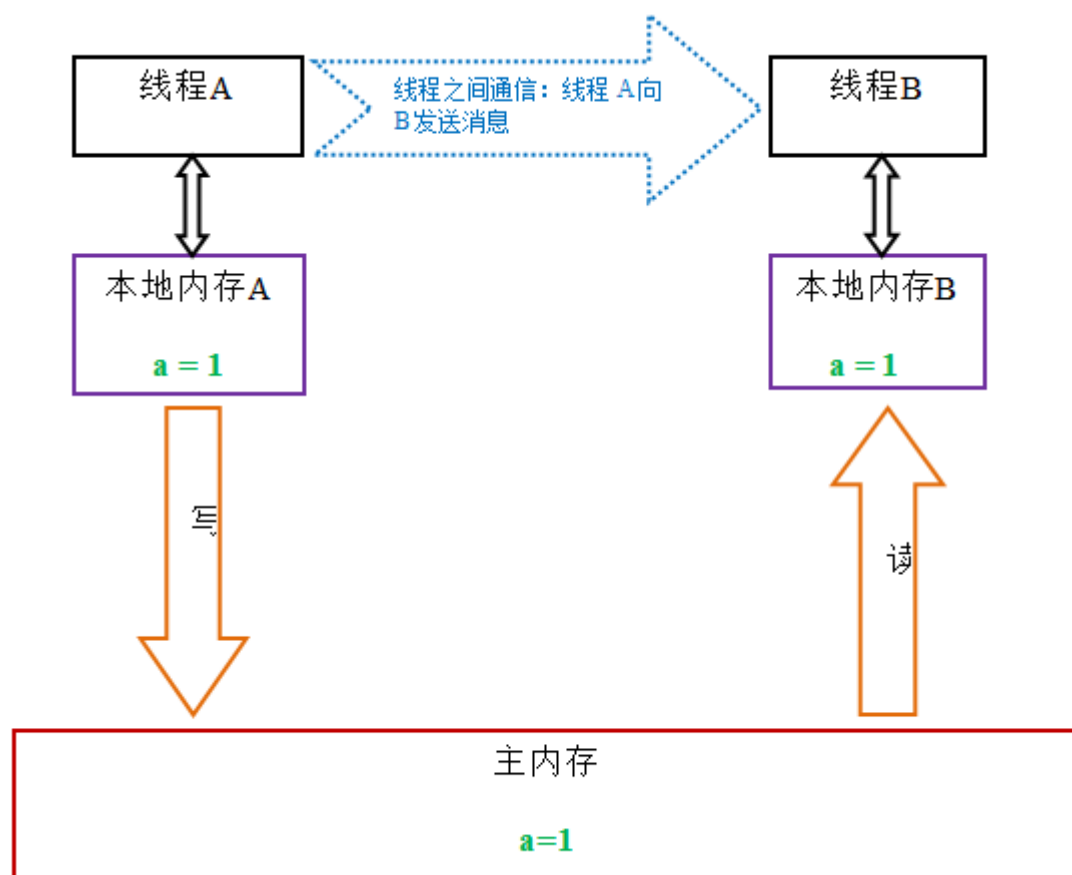 线程A
线程之间通信：线程 A向
B发送消息
线程B
本地内存A
a = 1
本地内存B
a = 1
写
读
主内存
a=1